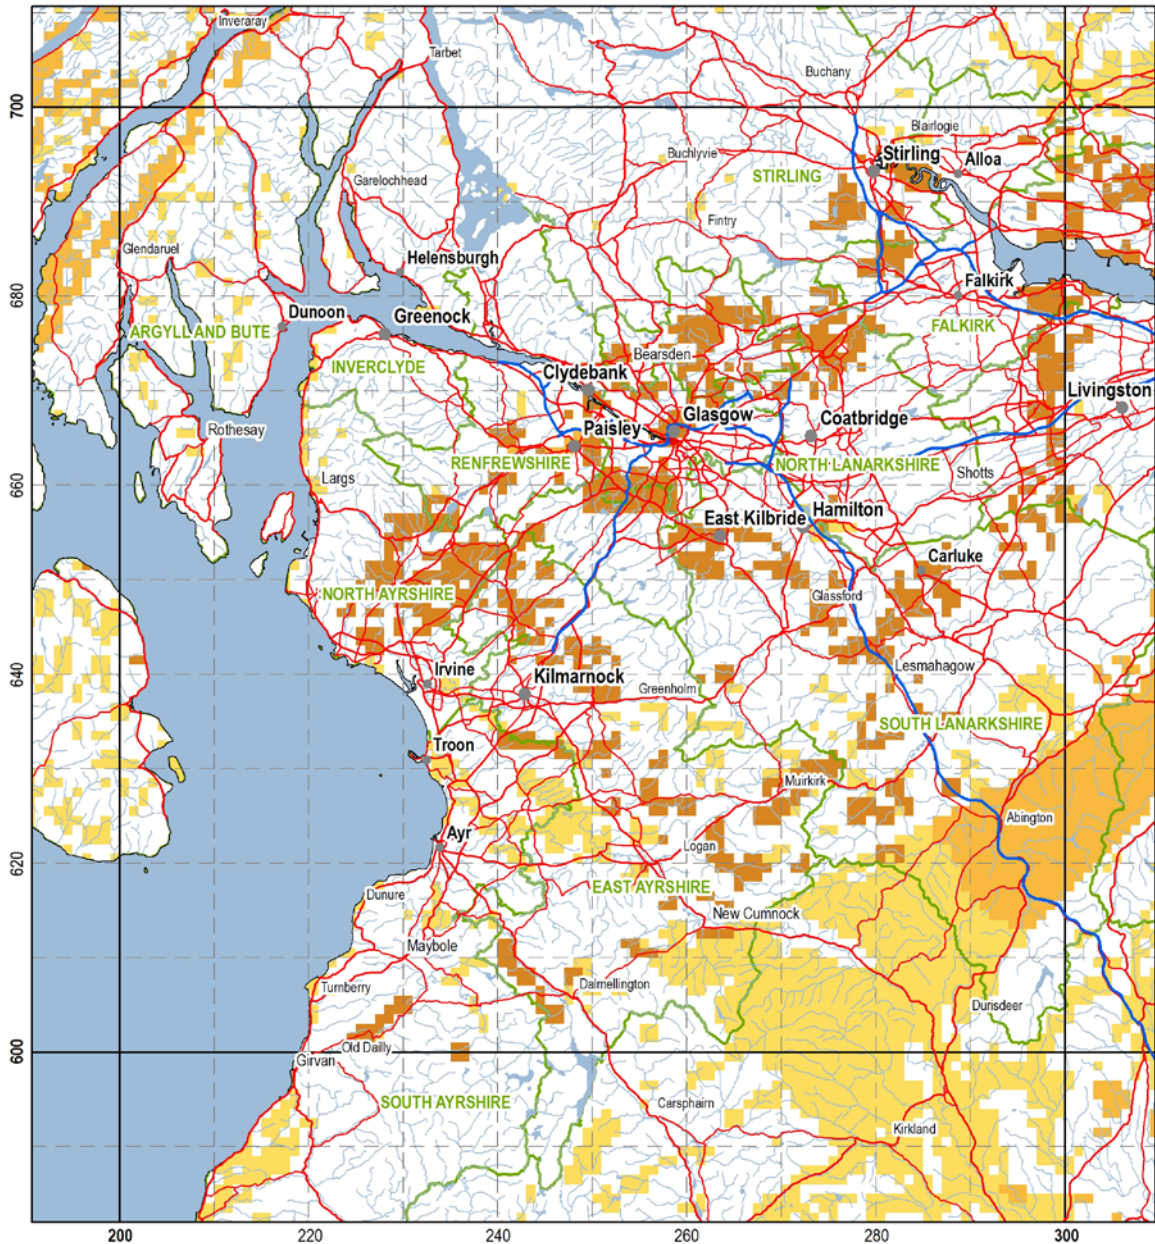 Inveraray
Tarbet
Buchany
700
Blairlogie
Stirling
Alloa
Buchlyvie
STIRLING
Garelochhead
Fintry
Glendaruel
Helensburgh
680
Falkirk
Dunoon
Greenock
ARGYLL AND BUTE
FALKIRK
INVERCLYDE
Bearsden
Clydebank
Livingston
Glasgow
Coatbridge
Rothesay
Paisley
RENFREWSHIRE
NORTH LANARKSHIRE
Largs
Shotts
660
East Kilbride
Hamilton
Carluke
NORTH AYRSHIRE
Glassford
Irvine
Kilmarnock
Lesmahagow
640
Greenholm
SOUTH LANARKSHIRE
Troon
Muirkirk
Abington
Ayr
Logan
620
Dunure
EAST AYRSHIRE
New Cumnock
Maybole
Turnberry
Dalmellington
Durisdeer
Old Dailly
600
Girvan
SOUTH AYRSHIRE
Carsphairn
Kirkland
200
220
240
260
280
300